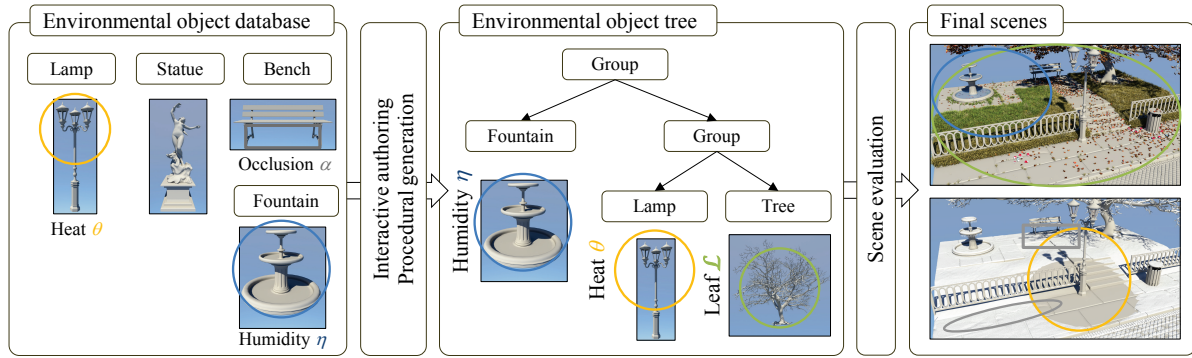 Environmental object database
Lamp
Statue
Bench
Heat θ
Occlusion α
Fountain
Humidity η
Interactive authoring
Procedural generation
Environmental object tree
Group
Fountain
Group
Humidity η
Lamp
Tree
Heat θ
Leaf ℒ
Scene evaluation
Final scenes